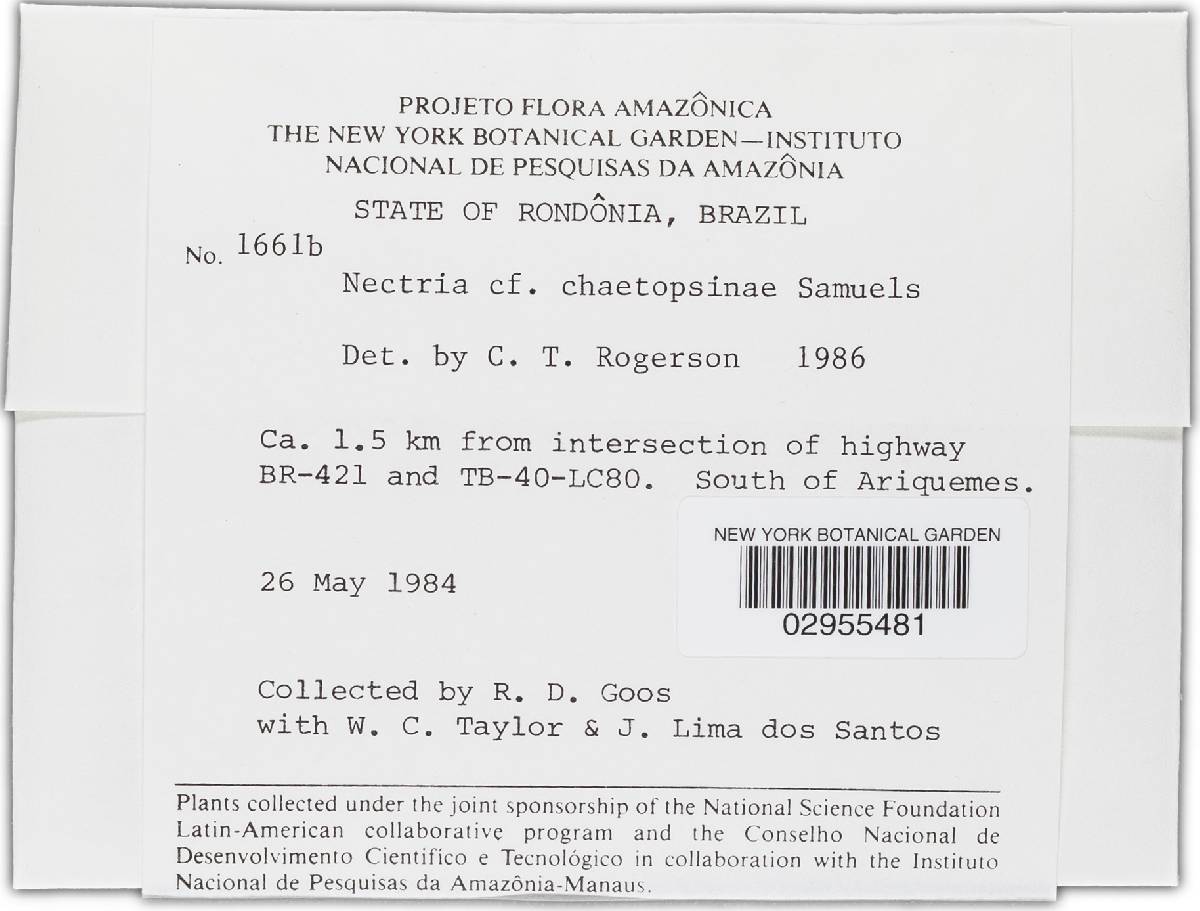 PROJETO FLORA AMAZÔNICA
THE NEW YORK BOTANICAL GARDEN—INSTITUTO
NACIONAL DE PESQUISAS DA AMAZÔNIA
STATE OF RONDÔNIA, BRAZIL
No. 1661b
Nectria cf. chaetopsinae Samuels
Det. by C. T. Rogerson 1986
Ca. 1.5 km from intersection of highway
BR-421 and TB-40-LC80. South of Ariquemes.
NEW YORK BOTANICAL GARDEN
02955481
26 May 1984
Collected by R. D. Goos
with W. C. Taylor & J. Lima dos Santos
Plants collected under the joint sponsorship of the National Science Foundation
Latin-American collaborative program and the Conselho Nacional de
Desenvolvimento Cientifico e Tecnológico in collaboration with the Instituto
Nacional de Pesquisas da Amazônia-Manaus.